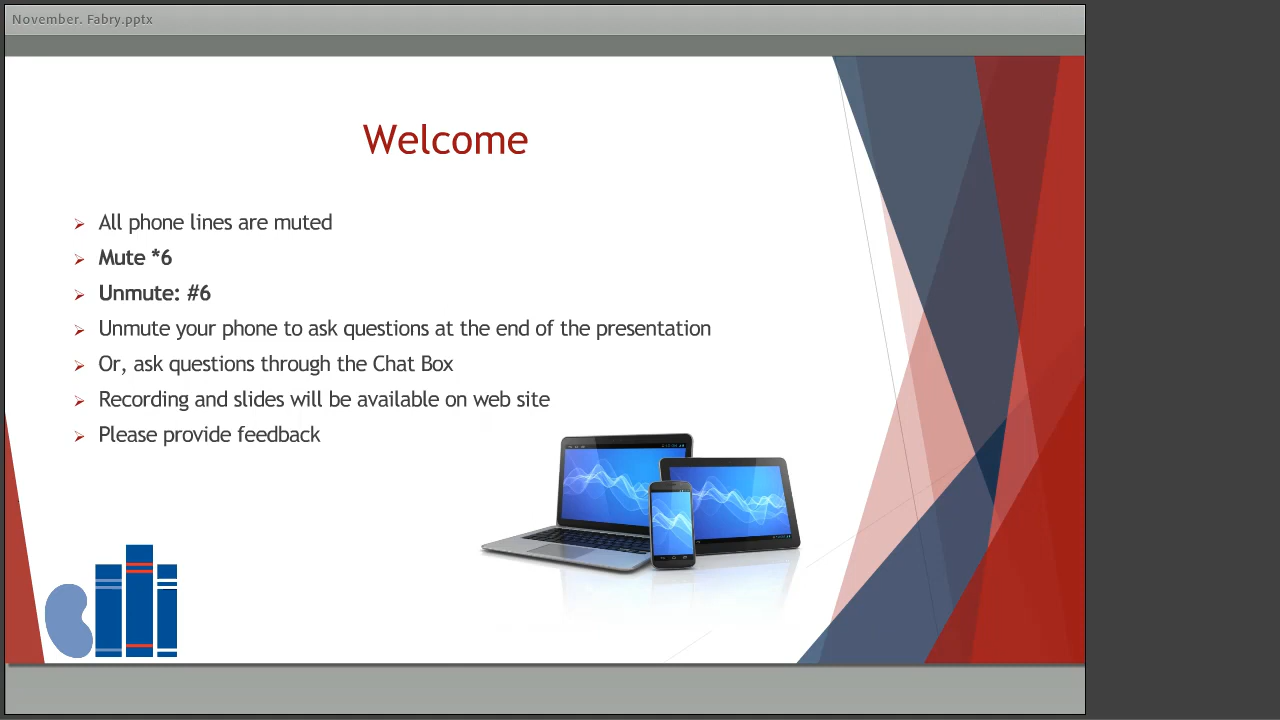 November. Fabry.pptx
Welcome
All phone lines are muted
Mute *6
Unmute: #6
Unmute your phone to ask questions at the end of the presentation
Or, ask questions through the Chat Box
Recording and slides will be available on web site
Please provide feedback